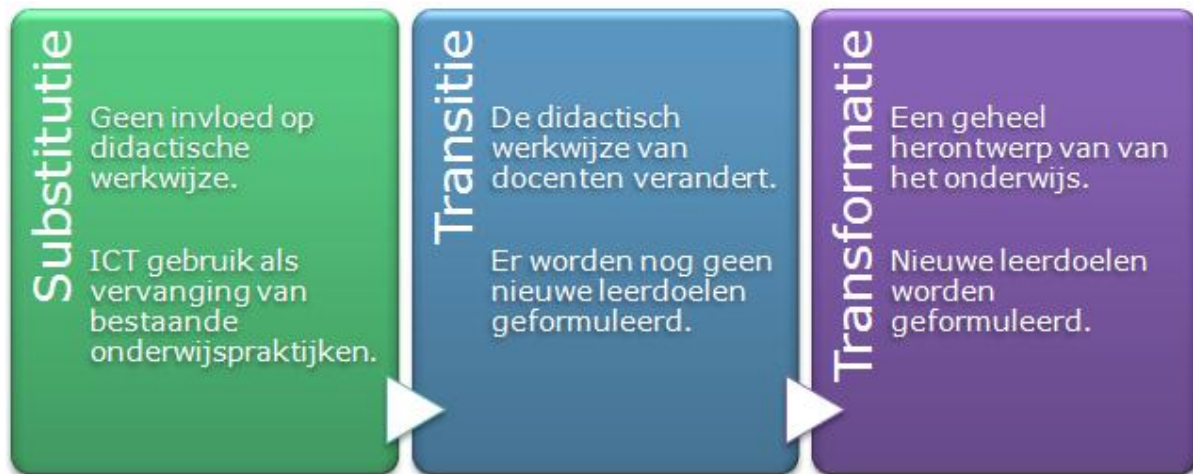 Substitutie
Geen invloed op
didactische
werkwijze.
ICT gebruik als
vervanging van
bestaande
onderwijspraktijken.
Transitie
De didactisch
werkwijze van
docenten verandert.
Er worden nog geen
nieuwe leerdoelen
geformuleerd.
Transformatie
Een geheel
herontwerp van van
het onderwijs.
Nieuwe leerdoelen
worden
geformuleerd.